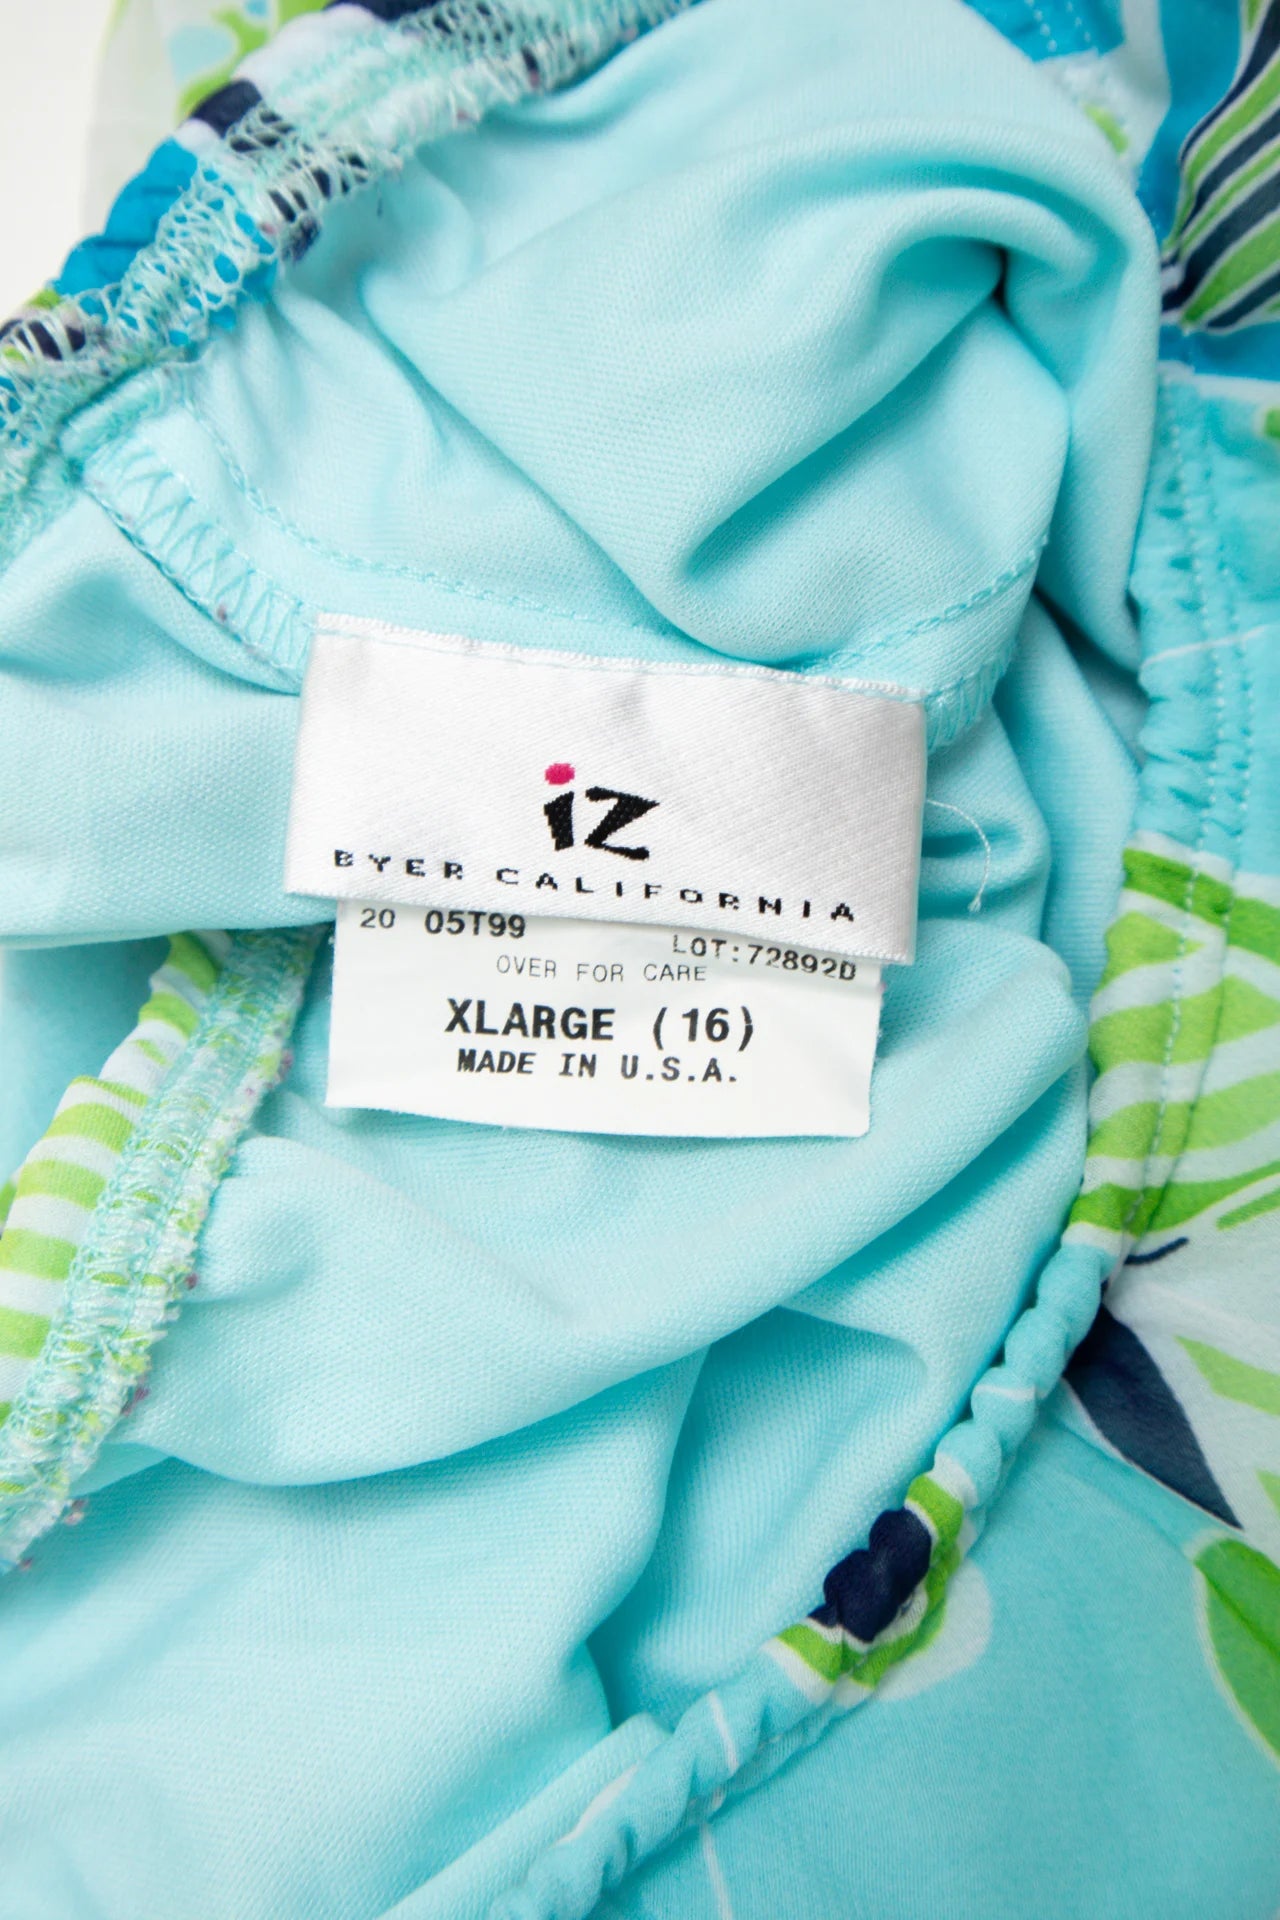 iz
BYER CALIFORNIA
20 05T99
LOT:72892D
OVER FOR CARE
XLARGE (16)
MADE IN U.S.A.